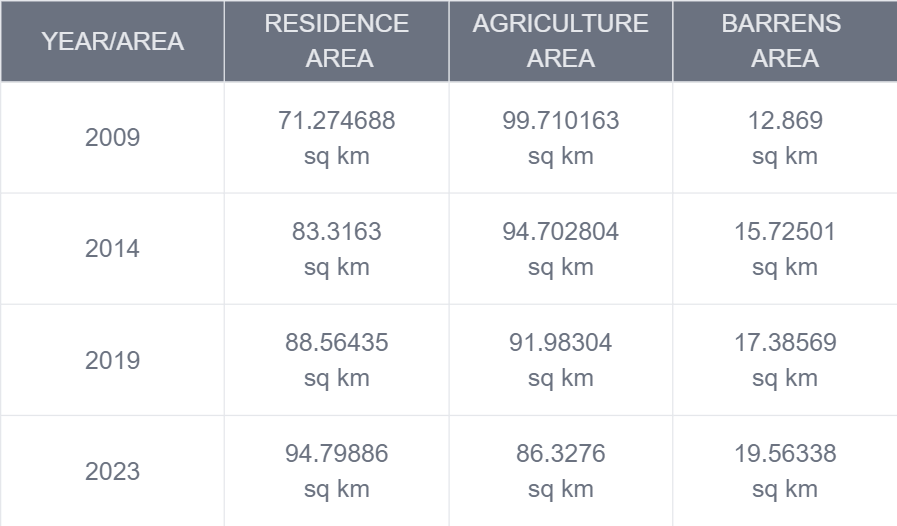 YEAR/AREA
RESIDENCE
AREA
AGRICULTURE
AREA
BARRENS
AREA
2009
71.274688
sq km
99.710163
sq km
12.869
sq km
2014
83.3163
sq km
94.702804
sq km
15.72501
sq km
2019
88.56435
sq km
91.98304
sq km
17.38569
sq km
2023
94.79886
sq km
86.3276
sq km
19.56338
sq km